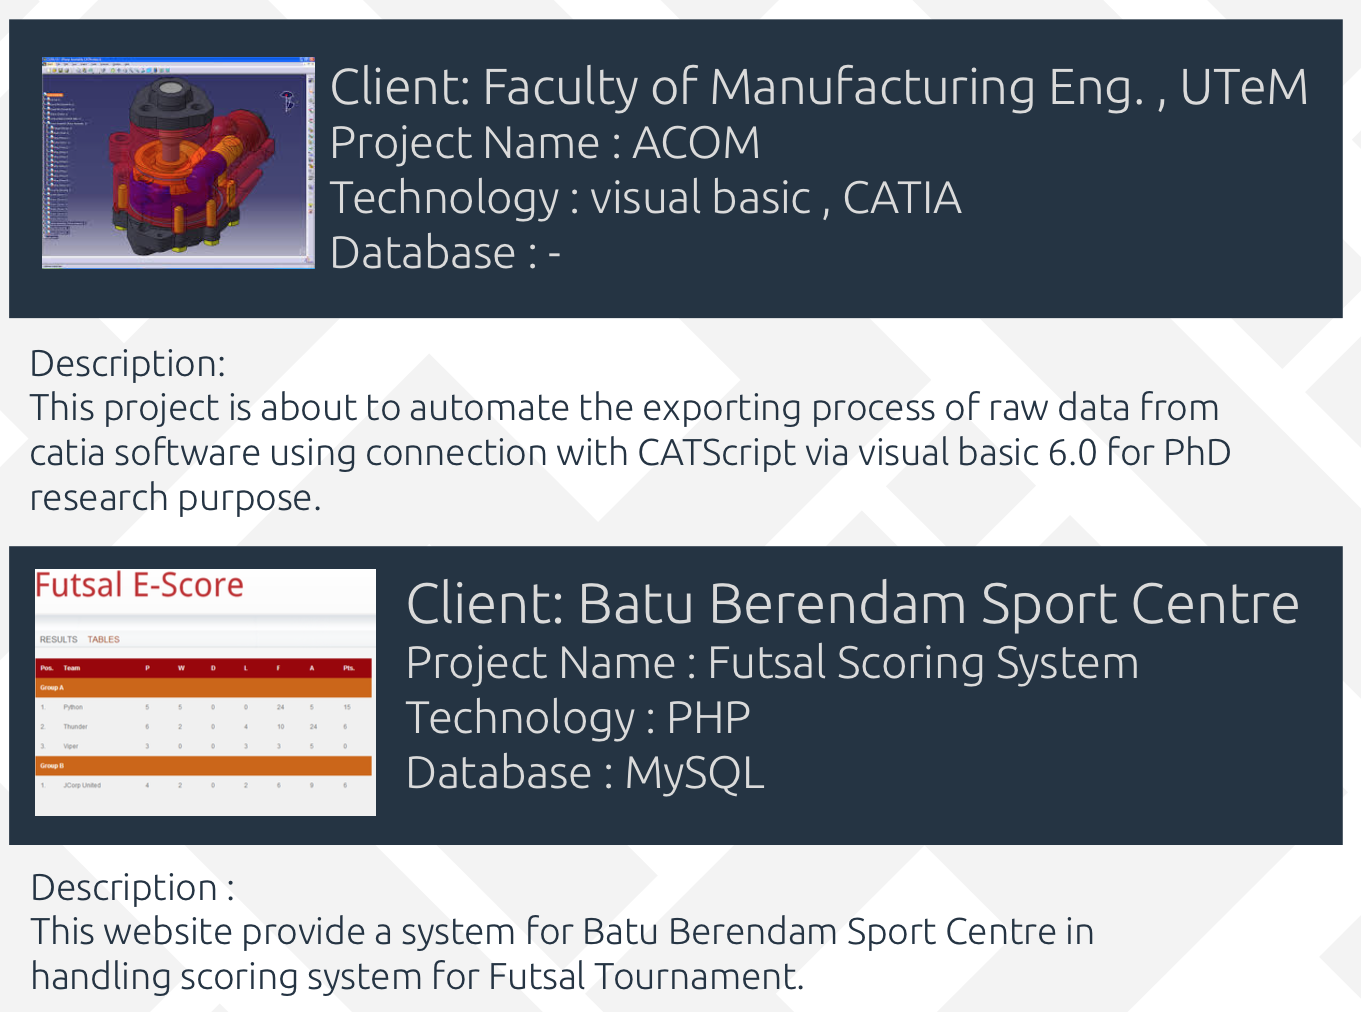 Client: Faculty of Manufacturing Eng. , UTeM
Project Name : ACOM
Technology : visual basic , CATIA
Database : -
Description:
This project is about to automate the exporting process of raw data from
catia software using connection with CATScript via visual basic 6.0 for PhD
research purpose.
Futsal E-Score
RESULTS TABLES
Pos. Team P W D L F A Pts.
Group A
1. Python 5 5 0 0 24 5 15
2. Thunder 6 2 0 4 10 24 6
3. Viper 3 0 0 3 3 5 0
Group B
1. JCorp United 4 2 0 2 6 9 6
Client: Batu Berendam Sport Centre
Project Name : Futsal Scoring System
Technology : PHP
Database : MySQL
Description :
This website provide a system for Batu Berendam Sport Centre in
handling scoring system for Futsal Tournament.